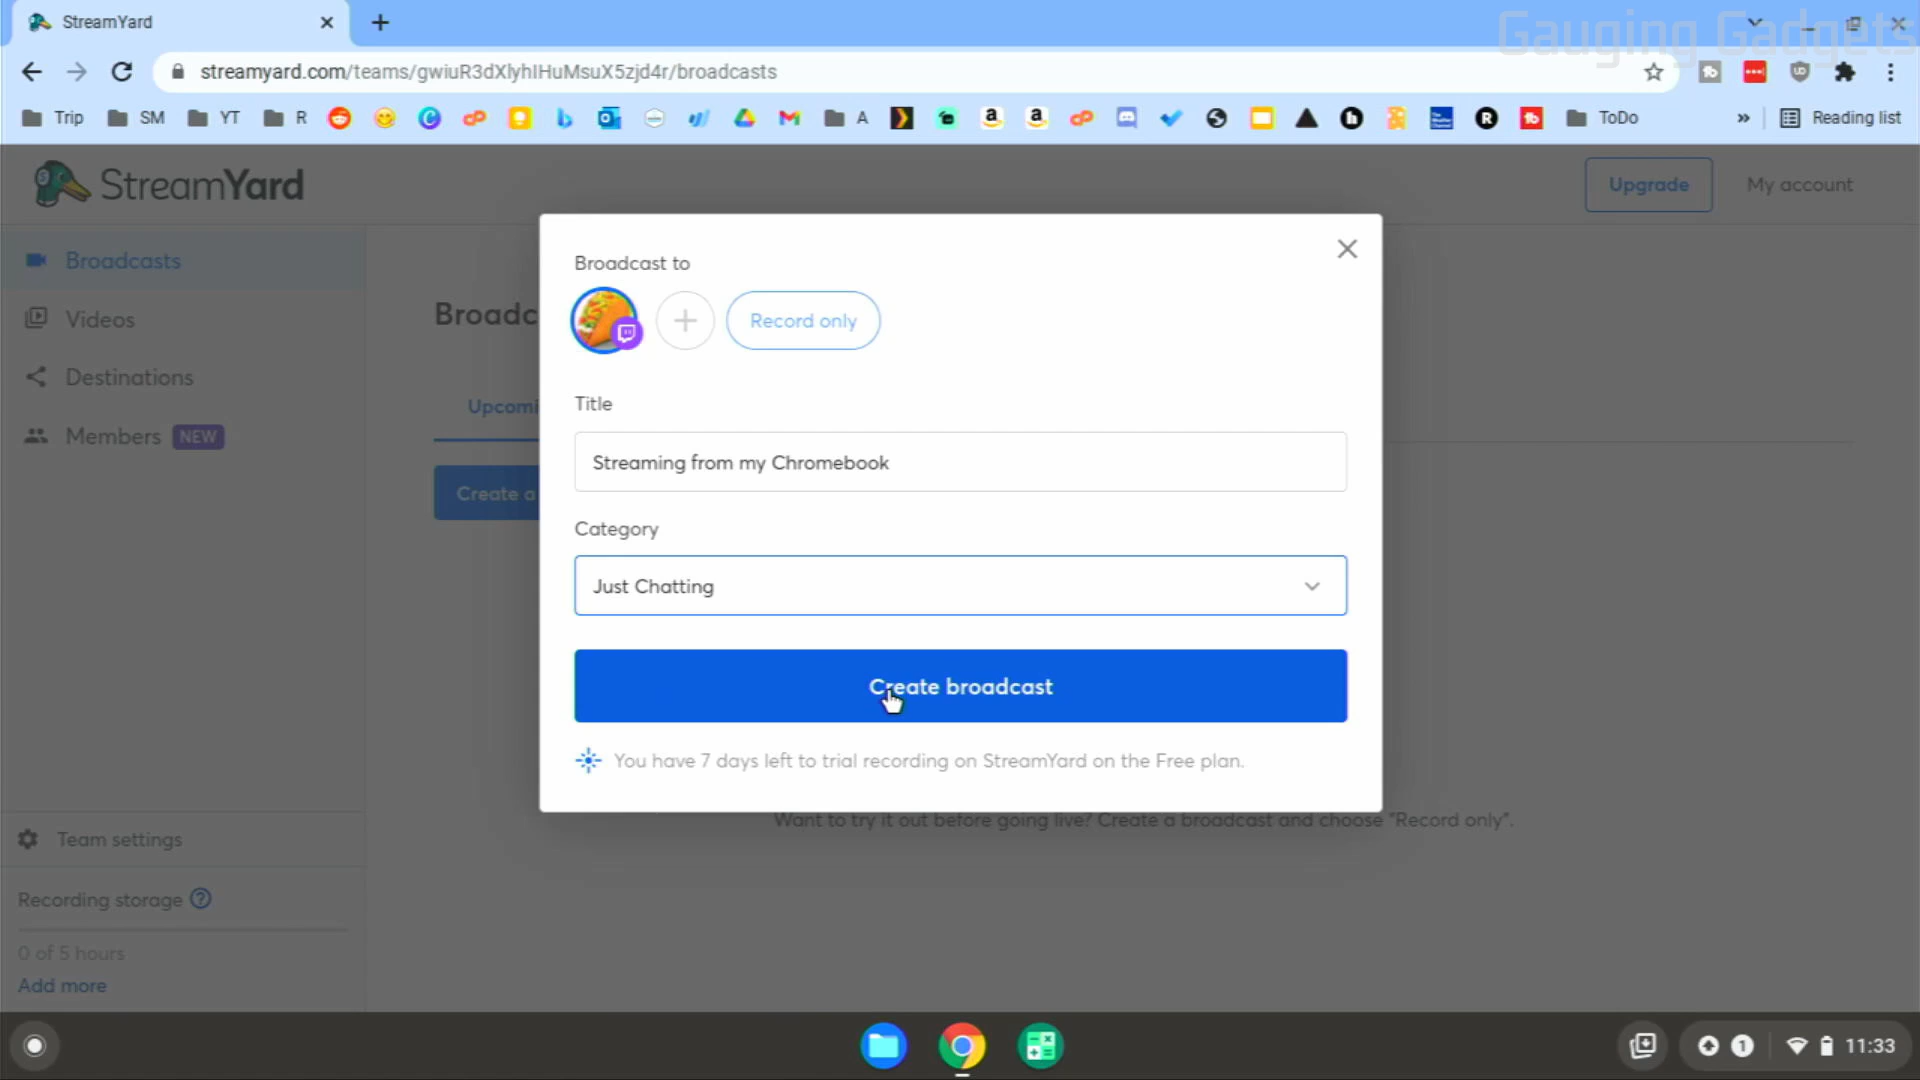 StreamYard
Gauging Gadgets
streamyard.com/teams/gwiuR3dXlyhIHuMsuX5zjd4r/broadcasts
Trip SM YT R A ToDo » Reading list
StreamYard
Upgrade My account
Broadcasts
Videos
Destinations
Members NEW
Broadc
Upcomi
Create a
Broadcast to
Record only
Title
Streaming from my Chromebook
Category
Just Chatting
Create broadcast
You have 7 days left to trial recording on StreamYard on the Free plan.
Want to try it out before going live? Create a broadcast and choose "Record only".
Team settings
Recording storage ?
0 of 5 hours
Add more
1 11:33